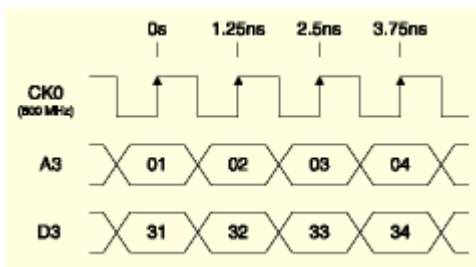 0s 1.25ns 2.5ns 3.75ns
CK0
(800 MHz)
A3 01 02 03 04
D3 31 32 33 34